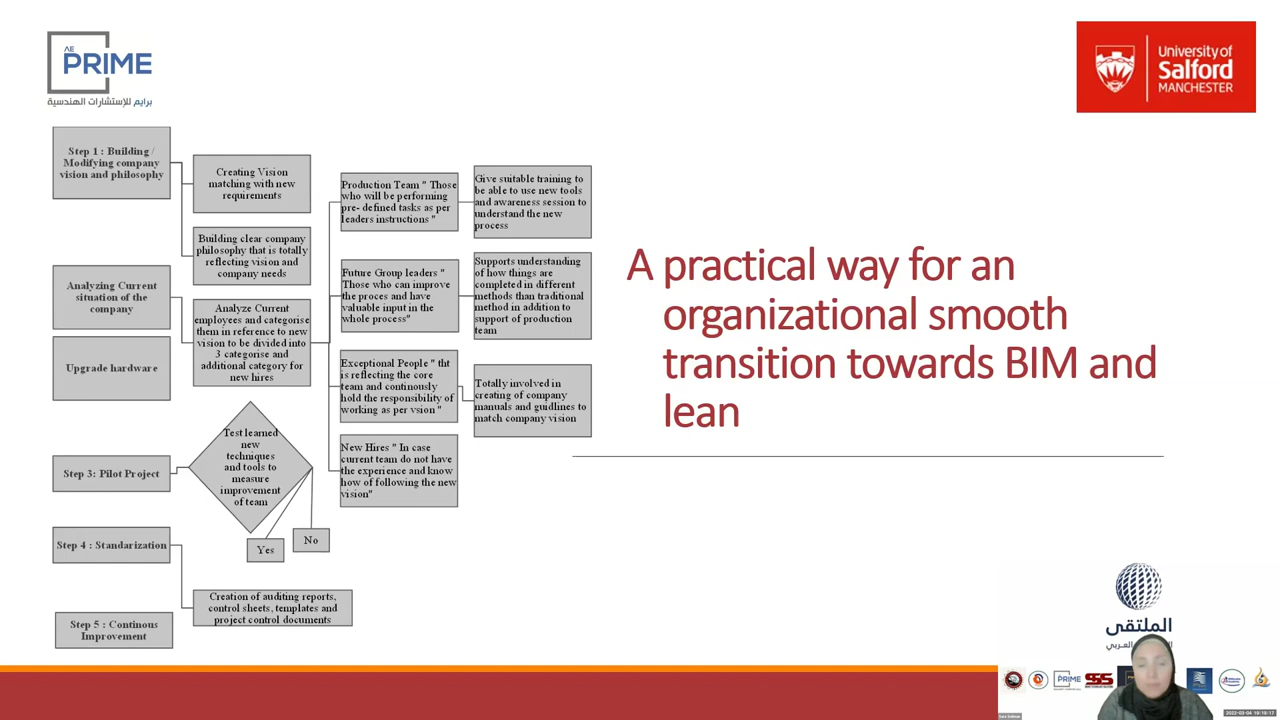 AE
PRIME
برايم للإستشارات الهندسية
University of
Salford
MANCHESTER
Step 1 : Building /
Modifying company
vision and philosophy
Creating Vision
matching with new
requirements
Building clear company
philosophy that is totally
reflecting vision and
company needs
Analyzing Current
situation of the
company
Analyze Current
employees and categorise
them in reference to new
vision to be divided into
3 categorise and
additional category for
new hires
Upgrade hardware
Production Team " Those
who will be performing
pre- defined tasks as per
leaders instructions "
Give suitable training to
be able to use new tools
and awareness session to
understand the new
process
Future Group leaders "
Those who can improve
the proces and have
valuable input in the
whole process"
Supports understanding
of how things are
completed in different
methods than traditional
method in addition to
support of production
team
Exceptional People " tht
is reflecting the core
team and continously
hold the responsibility of
working as per vsion "
Totally involved in
creating of company
manuals and guidlines to
match company vision
New Hires " In case
current team do not have
the experience and know
how of following the new
vision"
Step 3: Pilot Project
Test learned
new
techniques
and tools to
measure
improvement
of team
Yes
No
Step 4 : Standarization
Creation of auditing reports,
control sheets, templates and
project control documents
Step 5 : Continous
Improvement
A practical way for an
organizational smooth
transition towards BIM and
lean
الملتقى
العربي
PRIME
SSS
2022-03-04 19:18:17